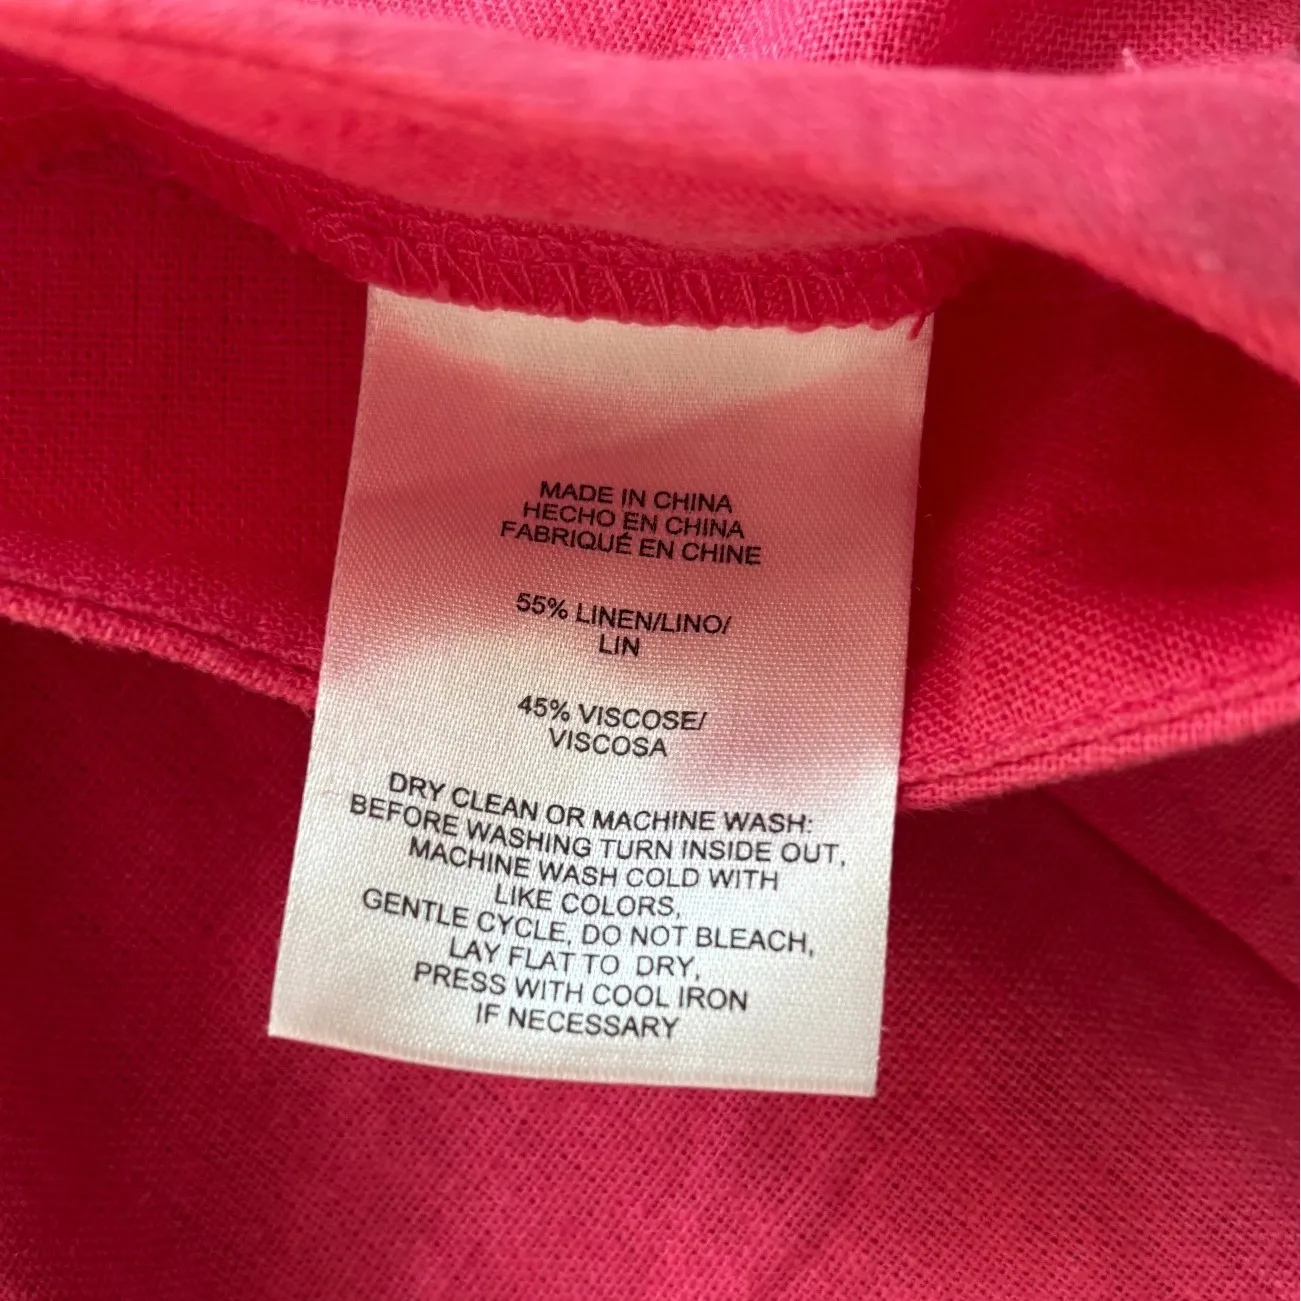 MADE IN CHINA
HECHO EN CHINA
FABRIQUÉ EN CHINE
55% LINEN/LINO/
LIN
45% VISCOSE/
VISCOSA
DRY CLEAN OR MACHINE WASH:
BEFORE WASHING TURN INSIDE OUT,
MACHINE WASH COLD WITH
LIKE COLORS,
GENTLE CYCLE, DO NOT BLEACH,
LAY FLAT TO DRY,
PRESS WITH COOL IRON
IF NECESSARY